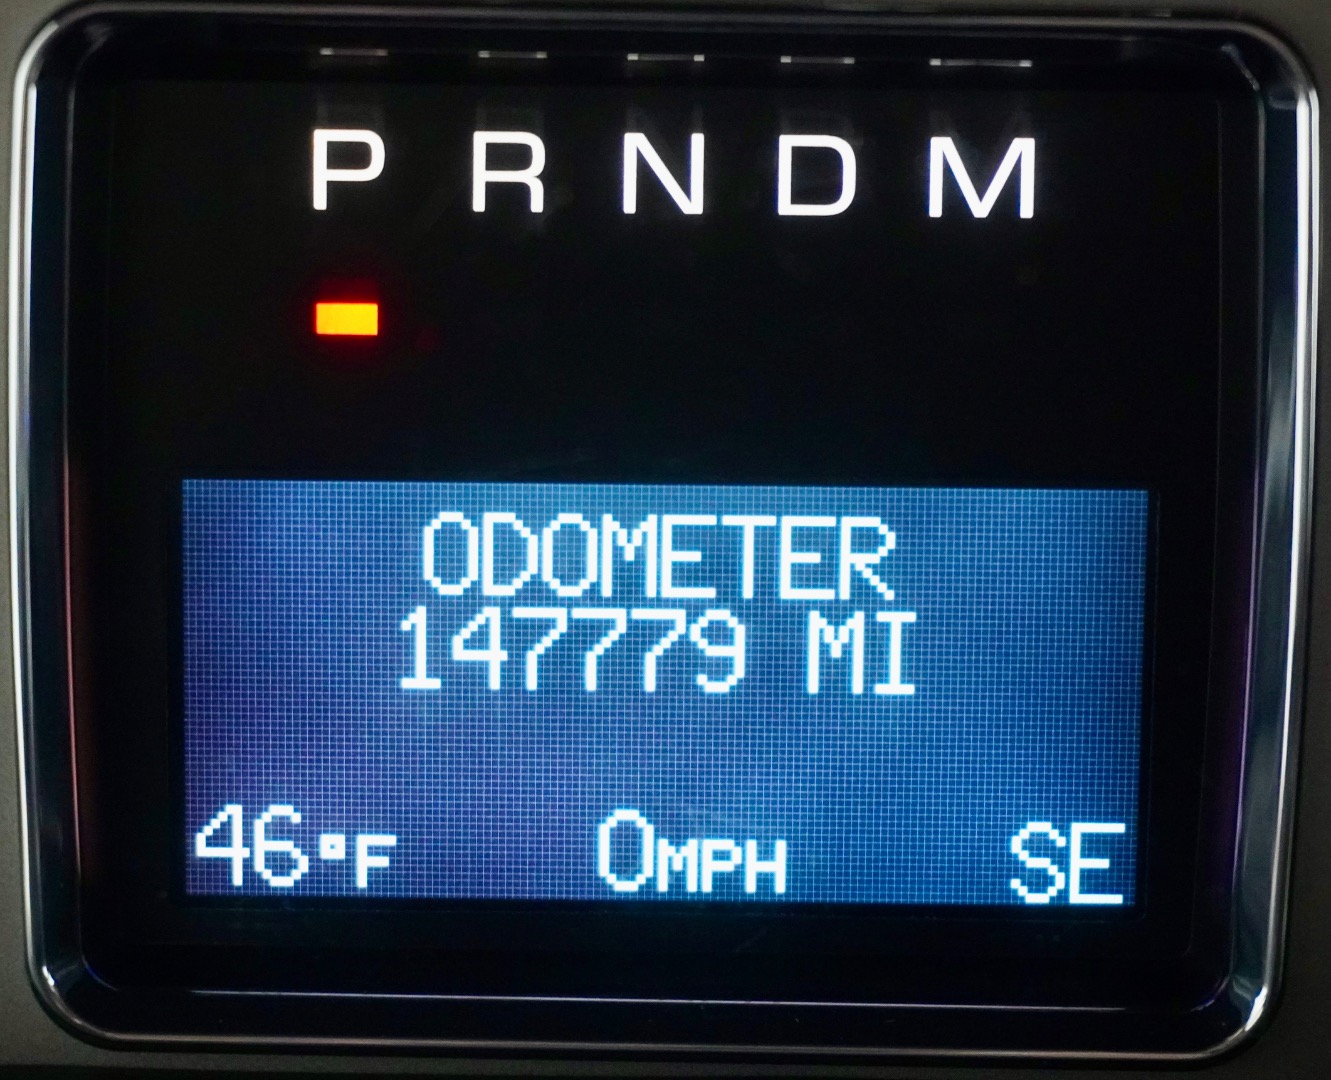 P R N D M
ODOMETER
147779 MI
46°F 0MPH SE